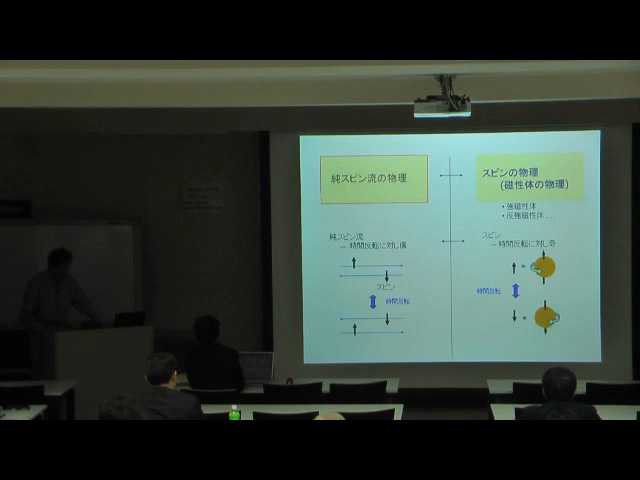 純スピン流の物理
スピンの物理
(磁性体の物理)
・強磁性体
・反強磁性体 ....
純スピン流
― 時間反転に対し偶
スピン
時間反転
スピン
― 時間反転に対し奇
時間反転
=
=